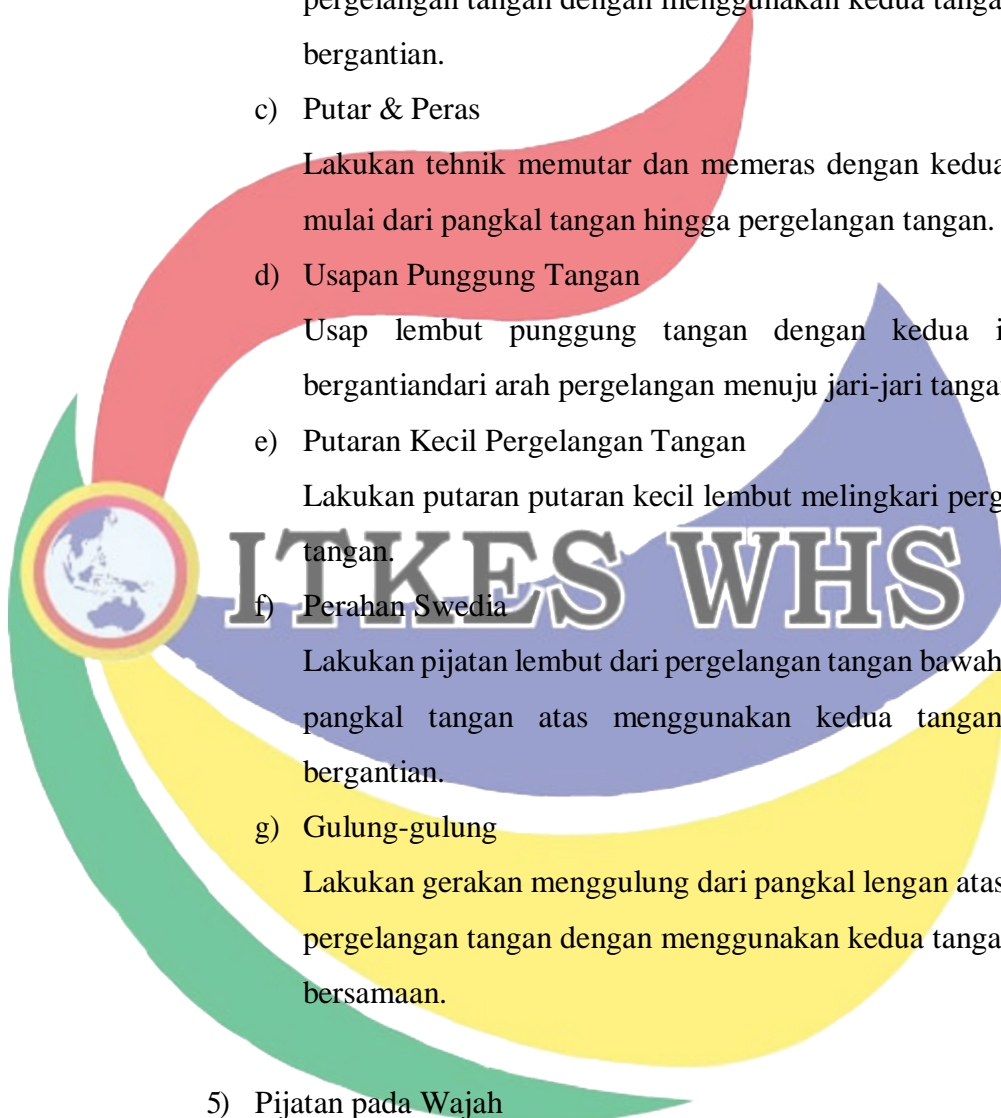 pergelangan tangan dengan menggunakan kedua
bergantian.
c) Putar & Peras
Lakukan tehnik memutar dan memeras dengan kedua
mulai dari pangkal tangan hingga pergelangan tangan.
d) Usapan Punggung Tangan
Usap lembut punggung tangan dengan kedua
bergantiandari arah pergelangan menuju jari-jari
e) Putaran Kecil Pergelangan Tangan
Lakukan putaran putaran kecil lembut melingkari
tangan.
ITKES WHS
f) Perahan Swedia
Lakukan pijatan lembut dari pergelangan tangan bawah
pangkal tangan atas menggunakan kedua tangan
bergantian.
g) Gulung-gulung
Lakukan gerakan menggulung dari pangkal lengan atas
pergelangan tangan dengan menggunakan kedua
bersamaan.
5) Pijatan pada Wajah